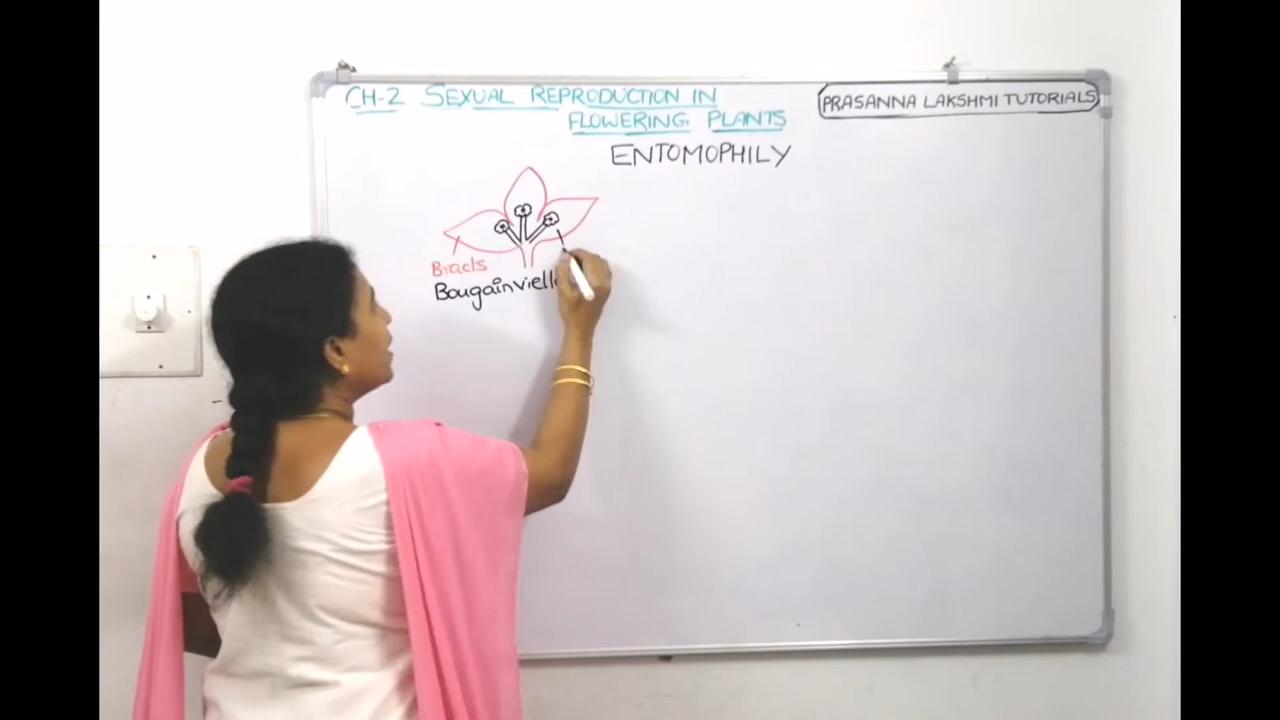 CH-2 SEXUAL REPRODUCTION IN
FLOWERING PLANTS
PRASANNA LAKSHMI TUTORIALS
ENTOMOPHILY
Bracts
Bougainviella